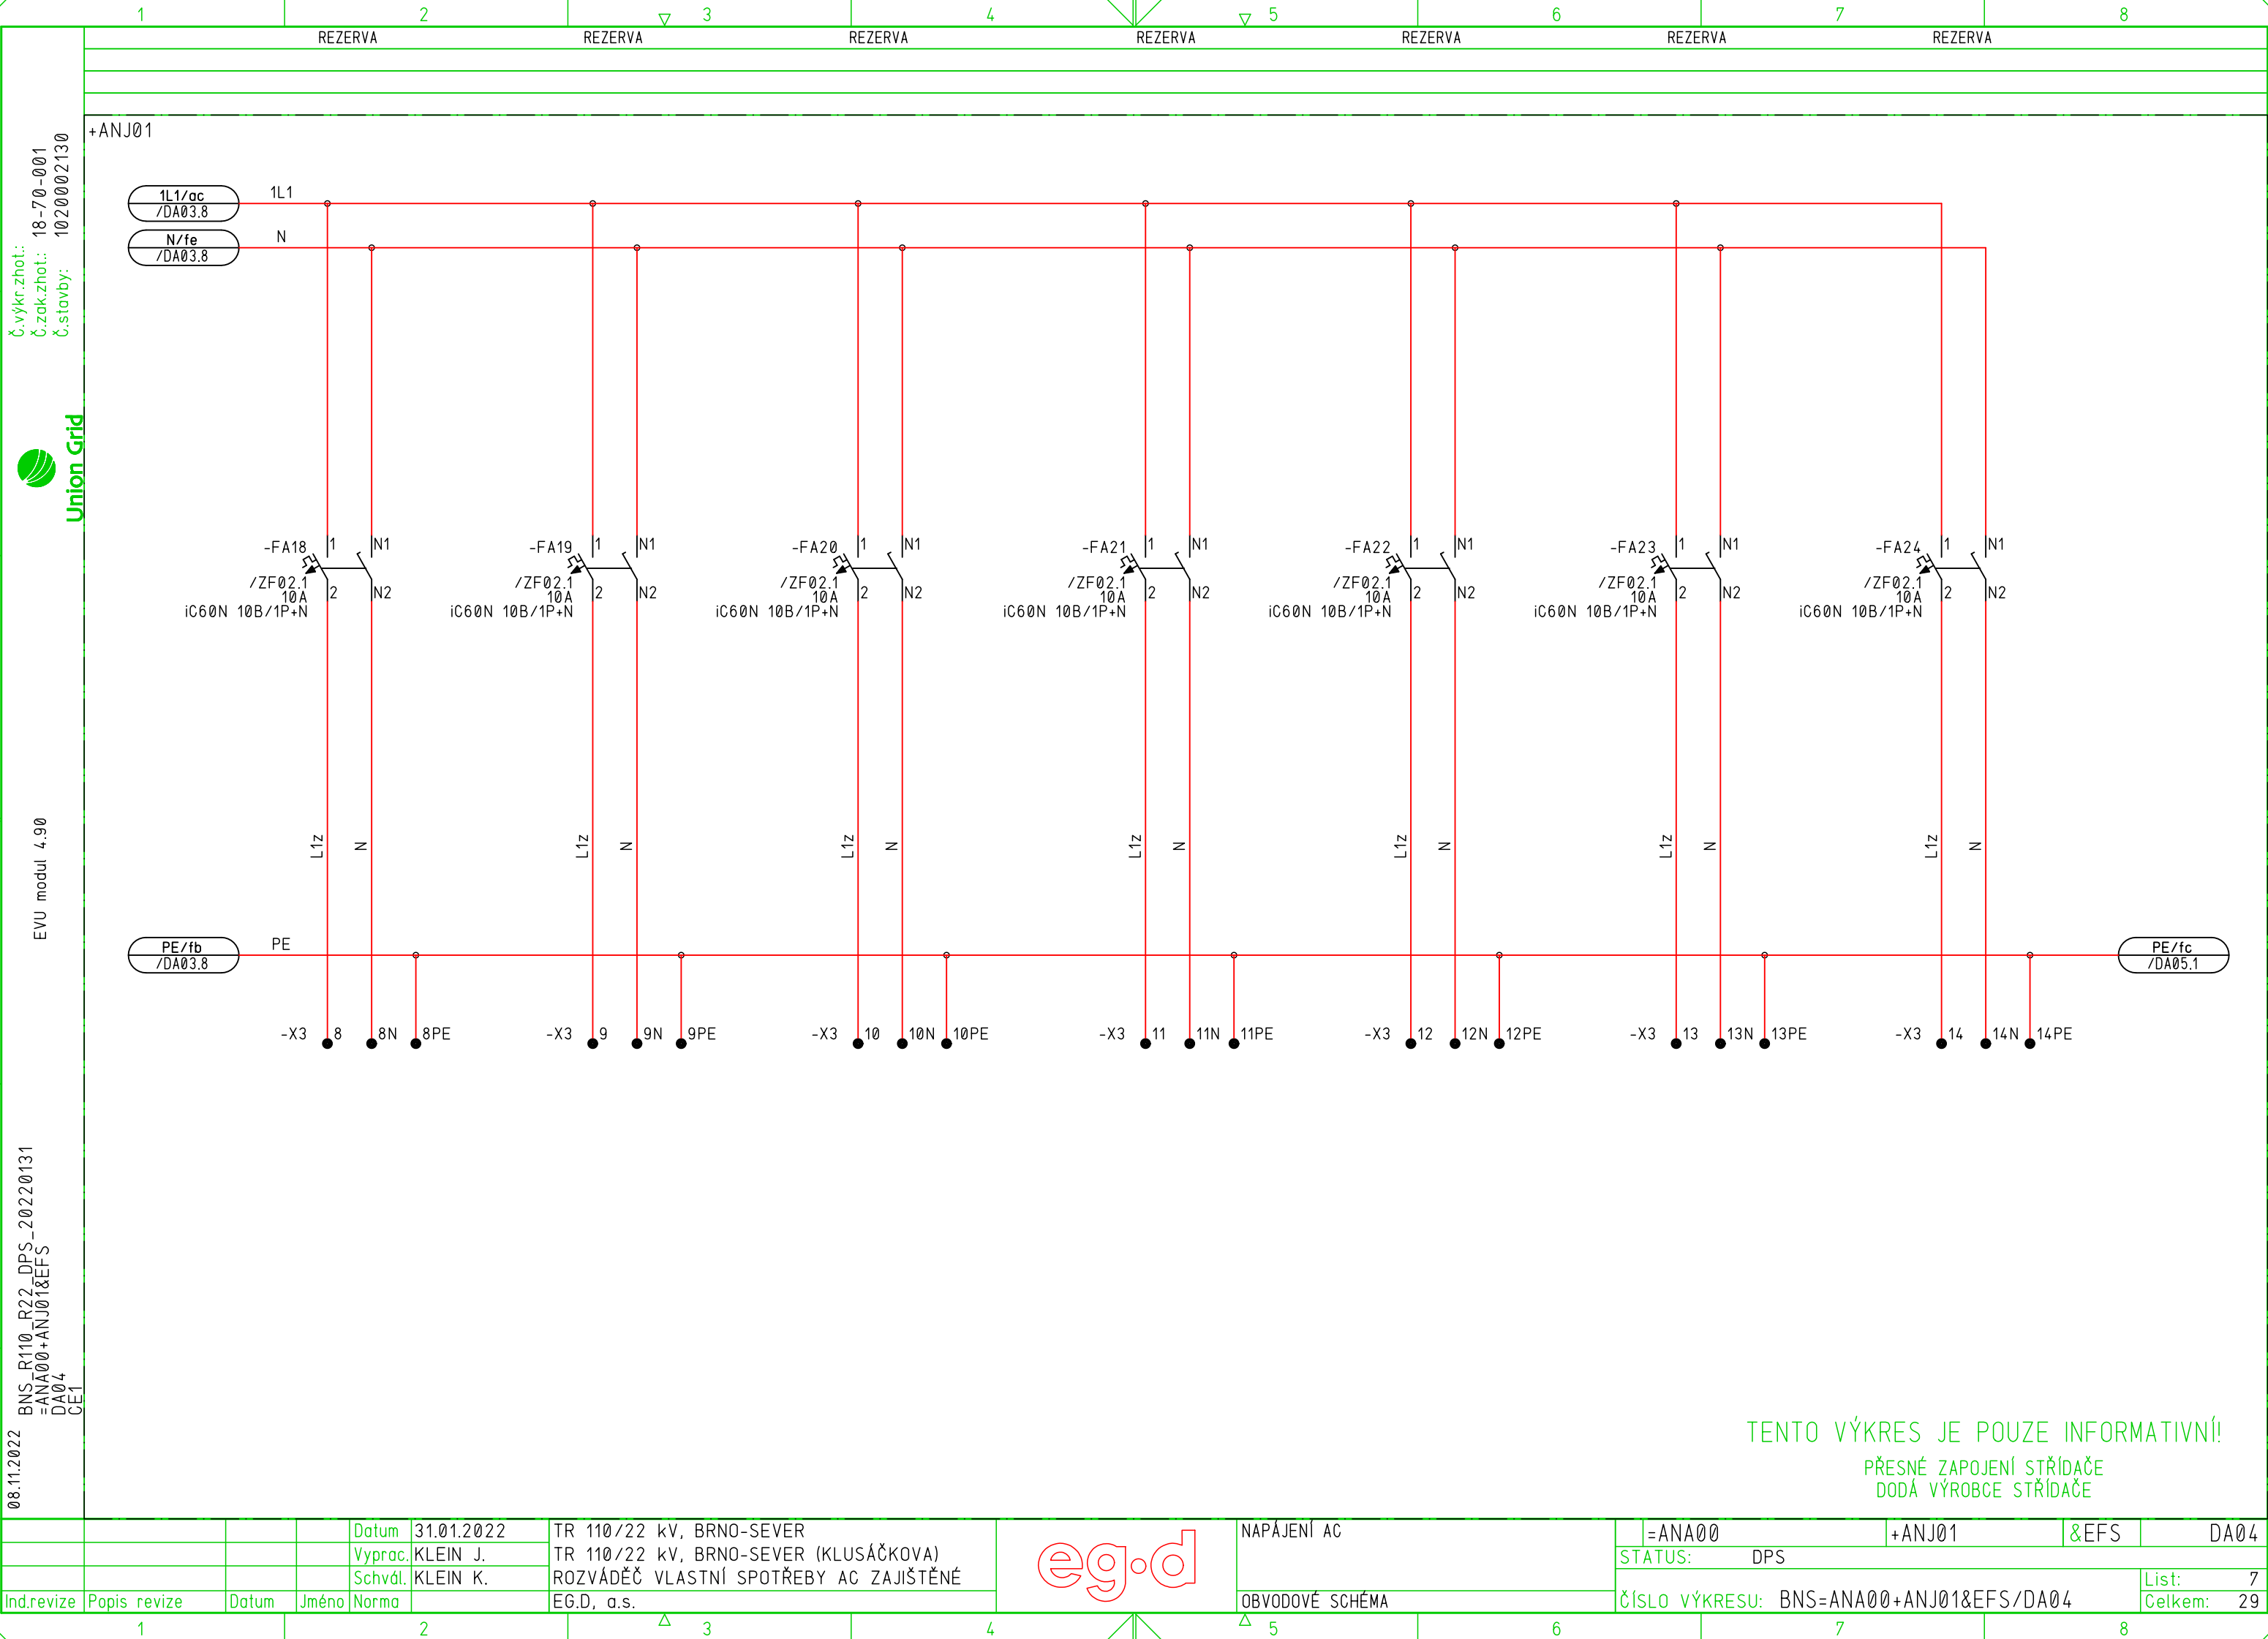 1 2 3 4 5 6 7 8
REZERVA REZERVA REZERVA REZERVA REZERVA REZERVA REZERVA
+ANJ01
1L1/ac 1L1
/DA03.8
N/fe N
/DA03.8
-FA18 1 N1 -FA19 1 N1 -FA20 1 N1 -FA21 1 N1 -FA22 1 N1 -FA23 1 N1 -FA24 1 N1
/ZF02.1 /ZF02.1 /ZF02.1 /ZF02.1 /ZF02.1 /ZF02.1 /ZF02.1
10A 2 N2 10A 2 N2 10A 2 N2 10A 2 N2 10A 2 N2 10A 2 N2 10A 2 N2
iC60N 10B/1P+N iC60N 10B/1P+N iC60N 10B/1P+N iC60N 10B/1P+N iC60N 10B/1P+N iC60N 10B/1P+N iC60N 10B/1P+N
L1z N L1z N L1z N L1z N L1z N L1z N L1z N
PE/fb PE PE/fc
/DA03.8 /DA05.1
-X3 8 8N 8PE -X3 9 9N 9PE -X3 10 10N 10PE -X3 11 11N 11PE -X3 12 12N 12PE -X3 13 13N 13PE -X3 14 14N 14PE
Č.výkr.zhot.:
Č.zak.zhot.: 18-70-001
Č.stavby: 1020002130
Union Grid
EVU modul 4.90
BNS_R110_R22_DPS_20220131
=ANA00+ANJ01&EFS
DA04
CE1
08.11.2022
TENTO VÝKRES JE POUZE INFORMATIVNÍ!
PŘESNÉ ZAPOJENÍ STŘÍDAČE
DODÁ VÝROBCE STŘÍDAČE
Datum 31.01.2022 TR 110/22 kV, BRNO-SEVER
Vyprac. KLEIN J. TR 110/22 kV, BRNO-SEVER (KLUSÁČKOVA)
Schvál. KLEIN K. ROZVÁDĚČ VLASTNÍ SPOTŘEBY AC ZAJIŠTĚNÉ
Ind.revize Popis revize Datum Jméno Norma EG.D, a.s.
eg.d
NAPÁJENÍ AC
OBVODOVÉ SCHÉMA
=ANA00 +ANJ01 &EFS DA04
STATUS: DPS
List: 7
ČÍSLO VÝKRESU: BNS=ANA00+ANJ01&EFS/DA04
Celkem: 29
1 2 3 4 5 6 7 8